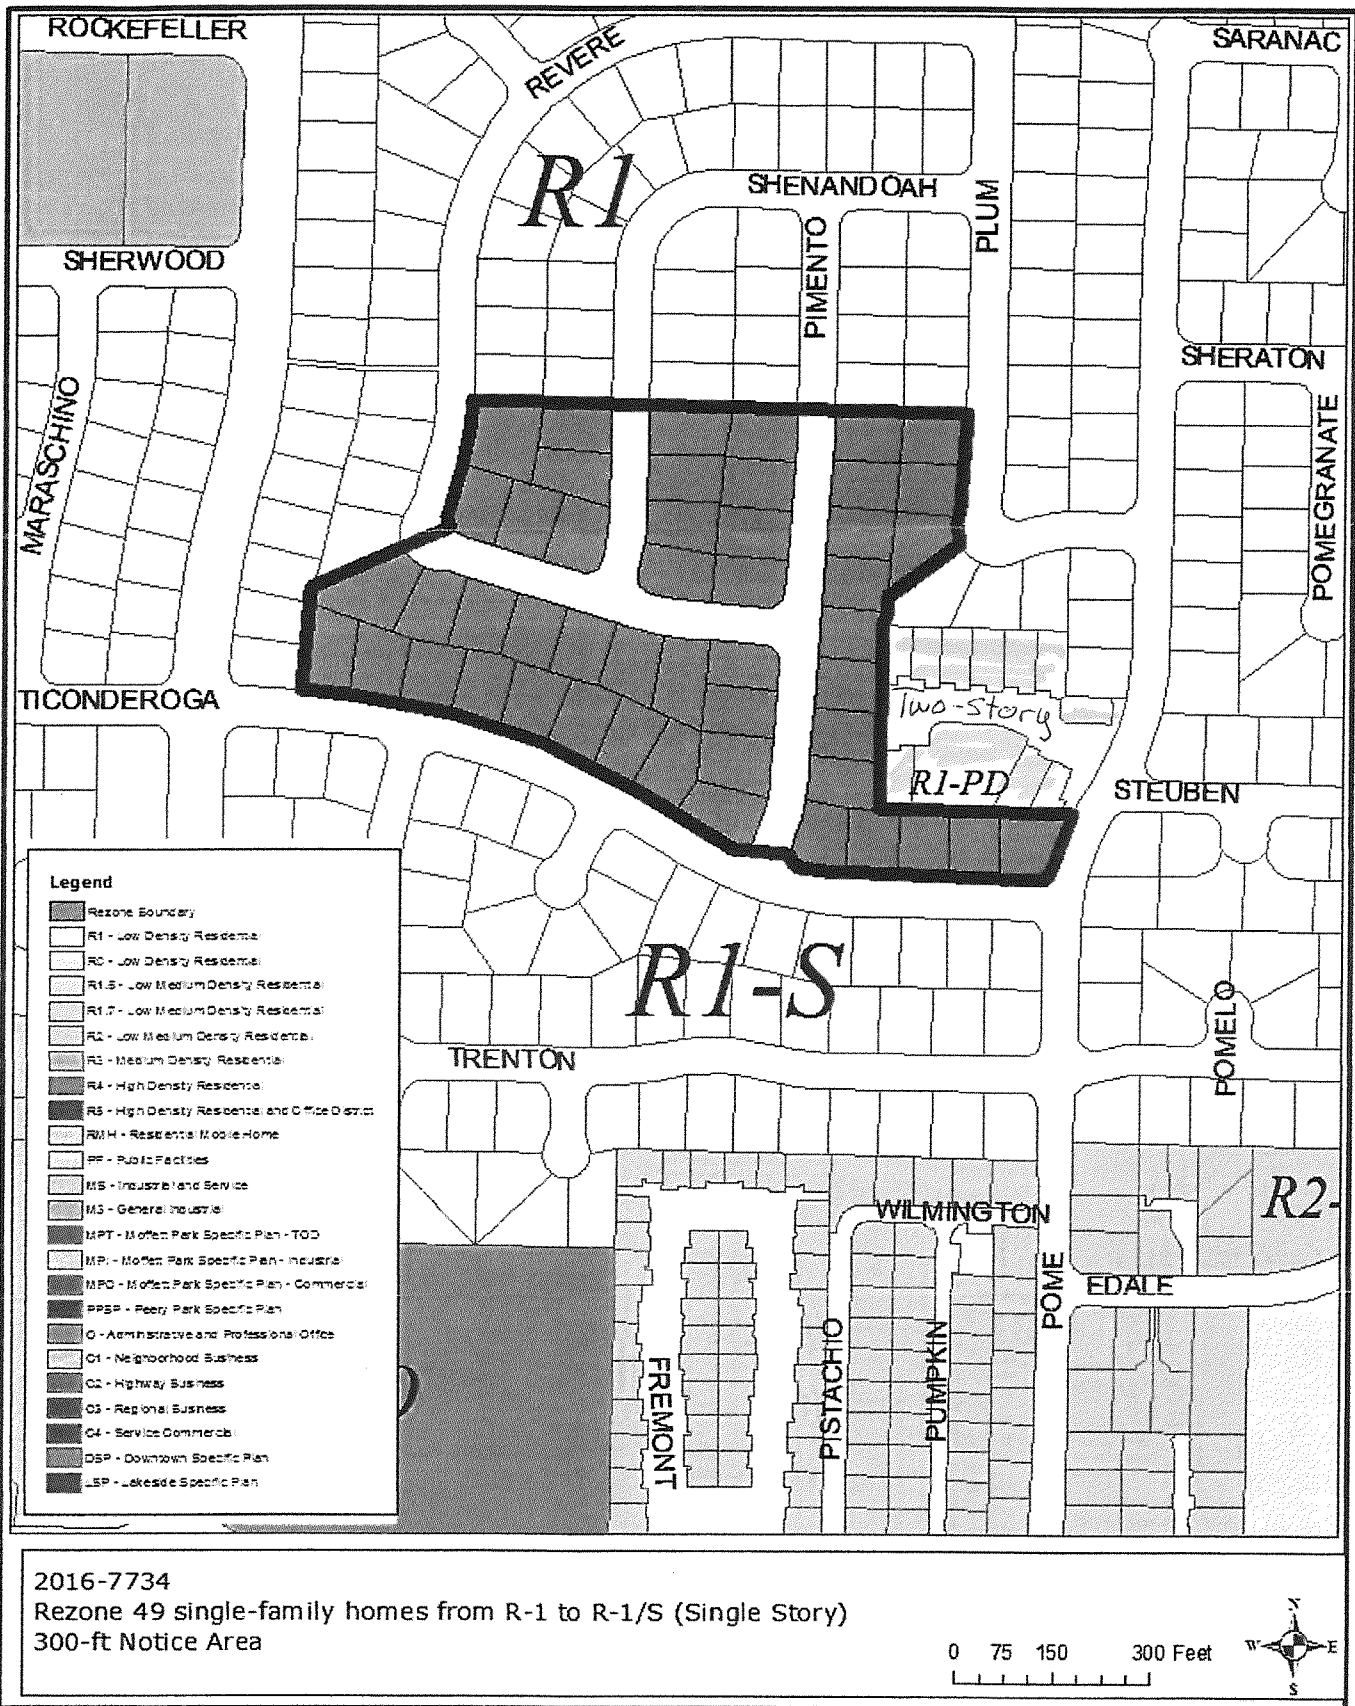 ROCKEFELLER
REVERE
SARANAC
R1
SHENANDOAH
PLUM
PIMENTO
SHERWOOD
SHERATON
MARASCHINO
POMEGRANATE
TICONDEROGA
Two-story
R1-PD
STEUBEN
R1-S
TRENTON
POMELO
WILMINGTON
R2-
POME
EDALE
FREMONT
PISTACHIO
PUMPKIN
Legend
Rezone Boundary
R1 - Low Density Residential
R0 - Low Density Residential
R1.5 - Low Medium Density Residential
R1.7 - Low Medium Density Residential
R2 - Low Medium Density Residential
R3 - Medium Density Residential
R4 - High Density Residential
R5 - High Density Residential and Office District
RMH - Residential Mobile Home
PF - Public Facilities
MS - Industrial and Service
M3 - General Industrial
MPT - Moffett Park Specific Plan - TOD
MPI - Moffett Park Specific Plan - Industrial
MPC - Moffett Park Specific Plan - Commercial
PPSP - Peery Park Specific Plan
O - Administrative and Professional Office
C1 - Neighborhood Business
C2 - Highway Business
C3 - Regional Business
C4 - Service Commercial
DSP - Downtown Specific Plan
LSP - Lakeside Specific Plan
2016-7734
Rezone 49 single-family homes from R-1 to R-1/S (Single Story)
300-ft Notice Area
0 75 150 300 Feet
N
W E
S